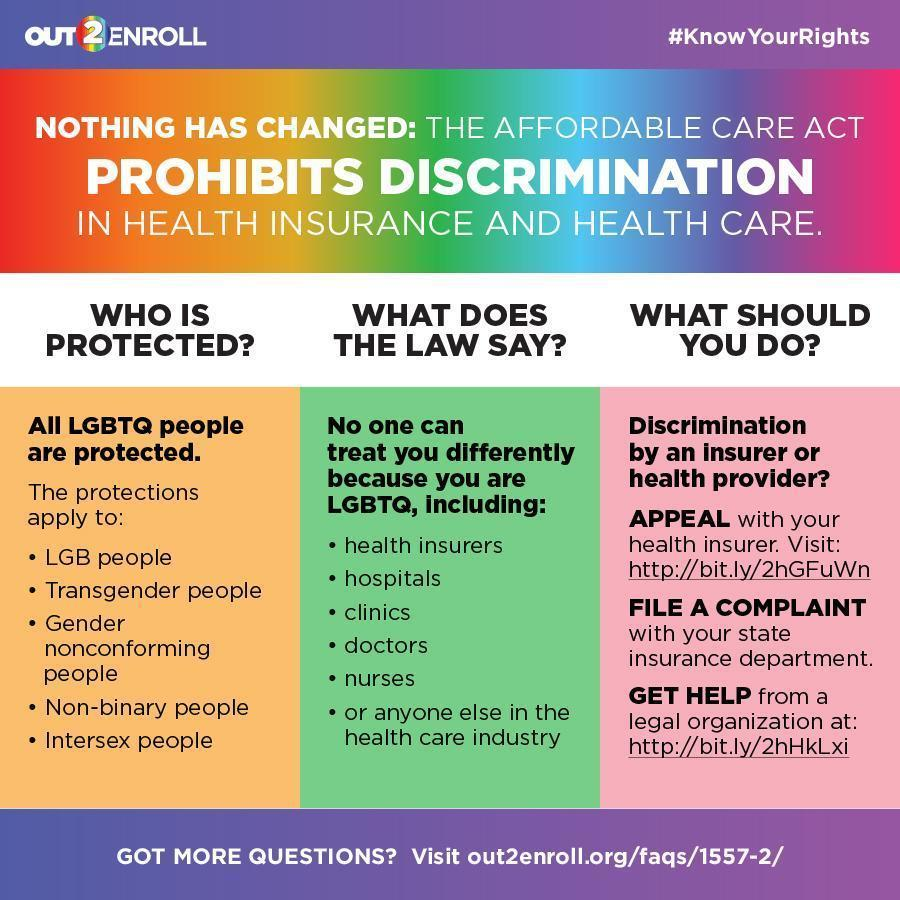 OUT2ENROLL
#KnowYourRights
NOTHING HAS CHANGED: THE AFFORDABLE CARE ACT
PROHIBITS DISCRIMINATION
IN HEALTH INSURANCE AND HEALTH CARE.
WHO IS
PROTECTED?
All LGBTQ people
are protected.
The protections
apply to:
• LGB people
• Transgender people
• Gender
nonconforming
people
• Non-binary people
• Intersex people
WHAT DOES
THE LAW SAY?
No one can
treat you differently
because you are
LGBTQ, including:
• health insurers
• hospitals
• clinics
• doctors
• nurses
• or anyone else in the
health care industry
WHAT SHOULD
YOU DO?
Discrimination
by an insurer or
health provider?
APPEAL with your
health insurer. Visit:
http://bit.ly/2hGFuWn
FILE A COMPLAINT
with your state
insurance department.
GET HELP from a
legal organization at:
http://bit.ly/2hHkLxi
GOT MORE QUESTIONS? Visit out2enroll.org/faqs/1557-2/